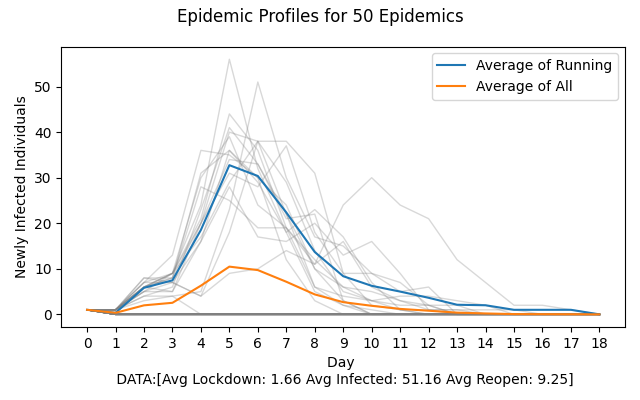 Epidemic Profiles for 50 Epidemics
Average of Running
Average of All
Newly Infected Individuals
50
40
30
20
10
0
0 1 2 3 4 5 6 7 8 9 10 11 12 13 14 15 16 17 18
Day
DATA:[Avg Lockdown: 1.66 Avg Infected: 51.16 Avg Reopen: 9.25]